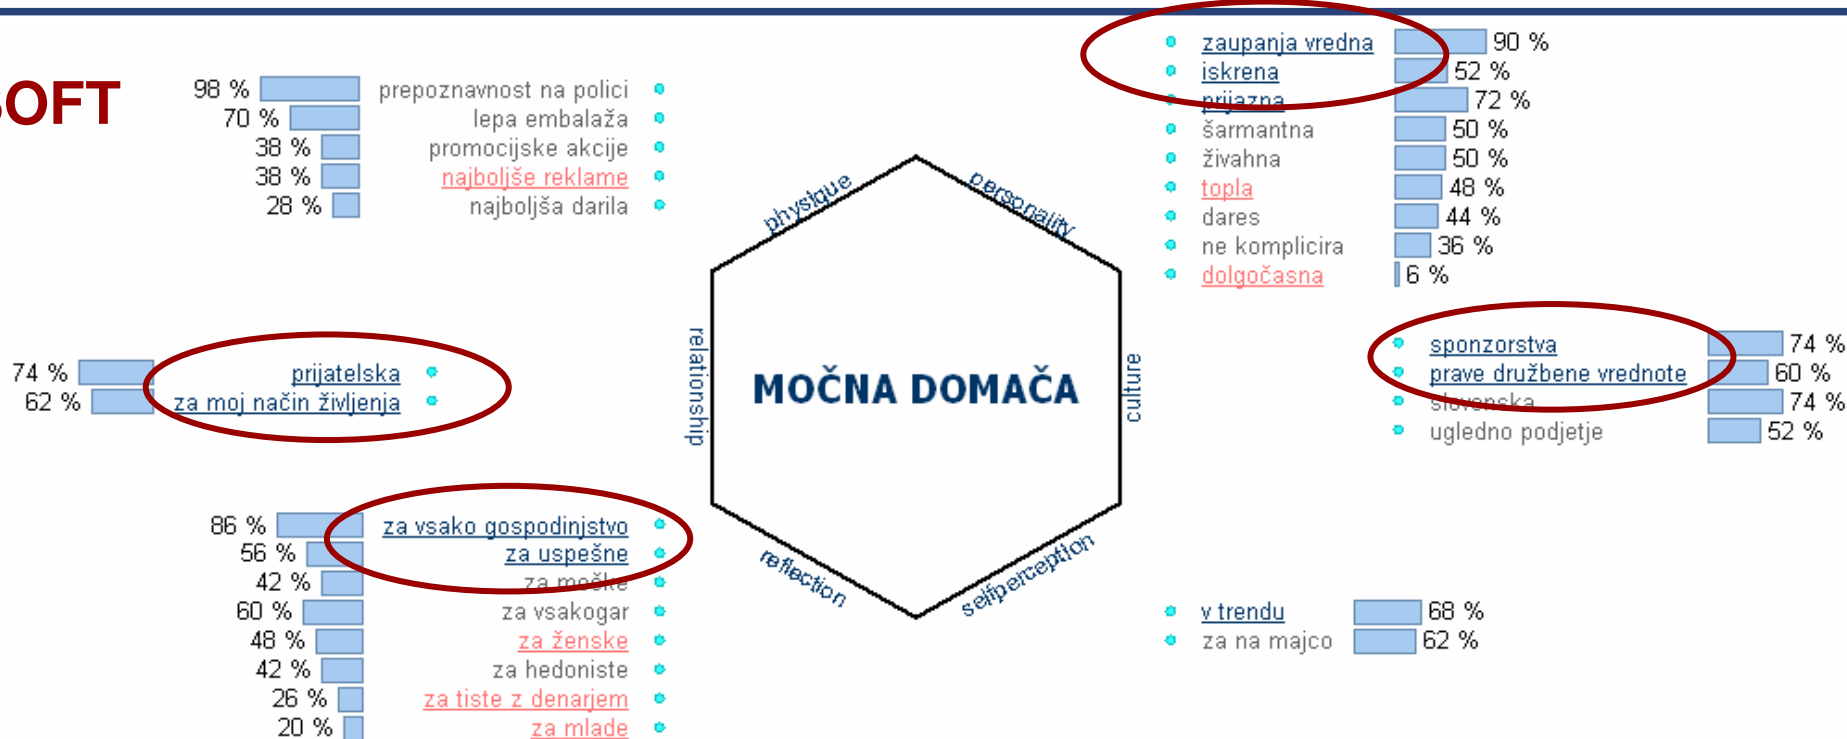 SOFT
98 % prepoznavnost na polici
70 % lepa embalaža
38 % promocijske akcije
38 % najboljše reklame
28 % najboljša darila
physique
personality
zaupanja vredna 90 %
iskrena 52 %
prijazna 72 %
šarmantna 50 %
živahna 50 %
topla 48 %
dares 44 %
ne komplicira 36 %
dolgočasna 6 %
74 % prijateljska
62 % za moj način življenja
relationship
MOČNA DOMAČA
culture
sponzorstva 74 %
prave družbene vrednote 60 %
slovenska 74 %
ugledno podjetje 52 %
86 % za vsako gospodinjstvo
56 % za uspešne
42 % za moške
60 % za vsakogar
48 % za ženske
42 % za hedoniste
26 % za tiste z denarjem
20 % za mlade
reflection
selfperception
v trendu 68 %
za na majco 62 %